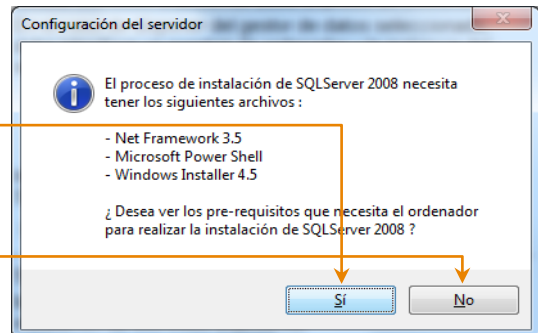 Configuración del servidor
El proceso de instalación de SQLServer 2008 necesita
tener los siguientes archivos :
- Net Framework 3.5
- Microsoft Power Shell
- Windows Installer 4.5
¿ Desea ver los pre-requisitos que necesita el ordenador
para realizar la instalación de SQLServer 2008 ?
Sí
No